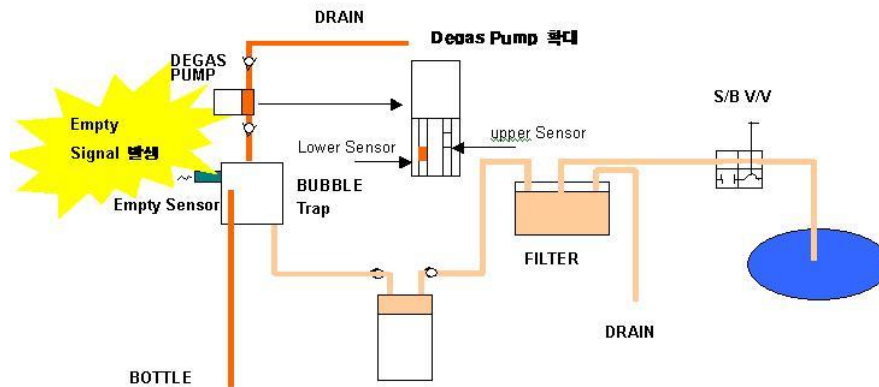 DRAIN
Degas Pump 확대
DEGAS
PUMP
S/B V/V
Empty
Signal 발생
Lower Sensor
upper Sensor
Empty Sensor
BUBBLE
Trap
FILTER
DRAIN
BOTTLE